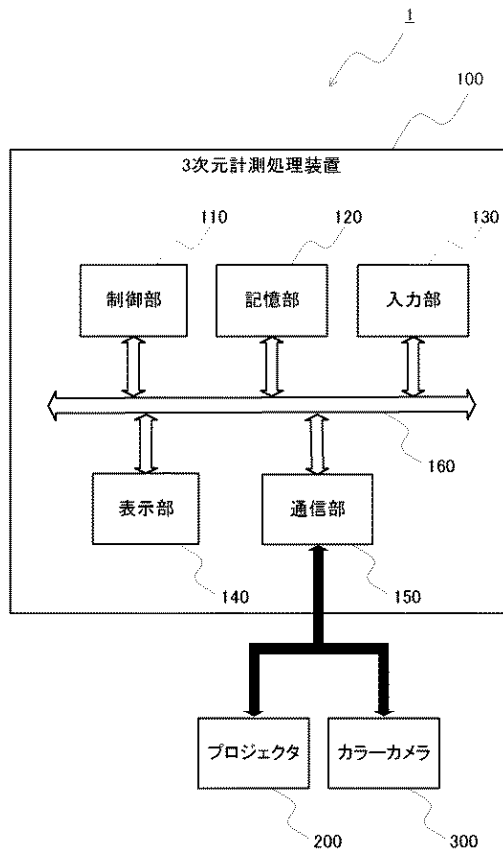 1
100
3次元計測処理装置
110
120
130
制御部
記憶部
入力部
160
表示部
通信部
140
150
プロジェクタ
カラーカメラ
200
300